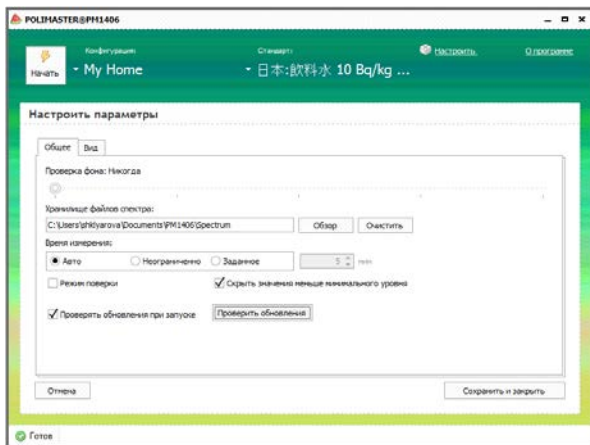 POLIMASTER@PM1406
Конфигурация: Стандарт: Настроить. О программе
Начать My Home 日本:飲料水 10 Bq/kg ...
Настроить параметры
Общее Вид
Проверка фона: Никогда
Хранилище файлов спектра:
C:\Users\shklyarova\Documents\PM1406\Spectrum Обзор Очистить
Время измерения:
Авто Неограниченно Заданное 5 min
Режим поверки Скрыть значения меньше минимального уровня
Проверять обновления при запуске Проверить обновления
Отмена Сохранить и закрыть
Готов